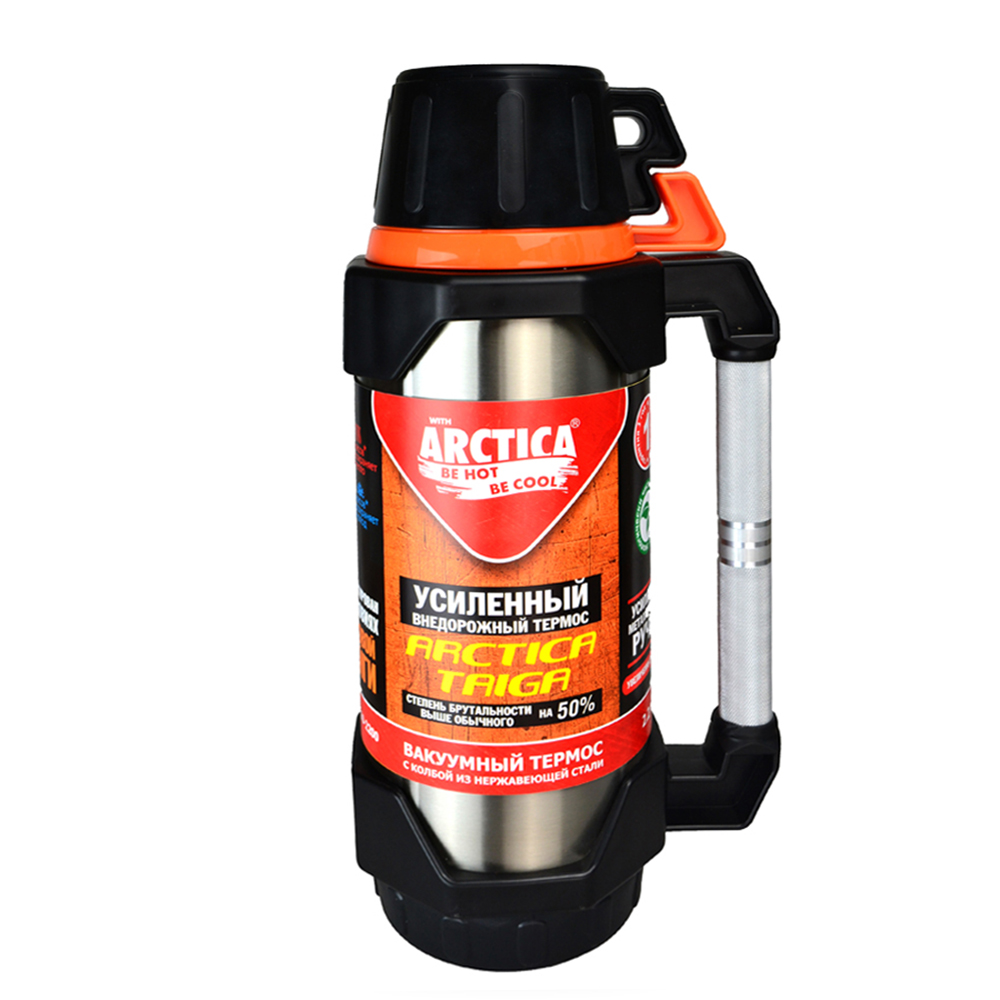 WITH
ARCTICA®
BE HOT
BE COOL
УСИЛЕННЫЙ
ВНЕДОРОЖНЫЙ ТЕРМОС
ARCTICA
TAIGA
СТЕПЕНЬ БРУТАЛЬНОСТИ
ВЫШЕ ОБЫЧНОГО
НА 50%
ВАКУУМНЫЙ ТЕРМОС
С КОЛБОЙ ИЗ НЕРЖАВЕЮЩЕЙ СТАЛИ